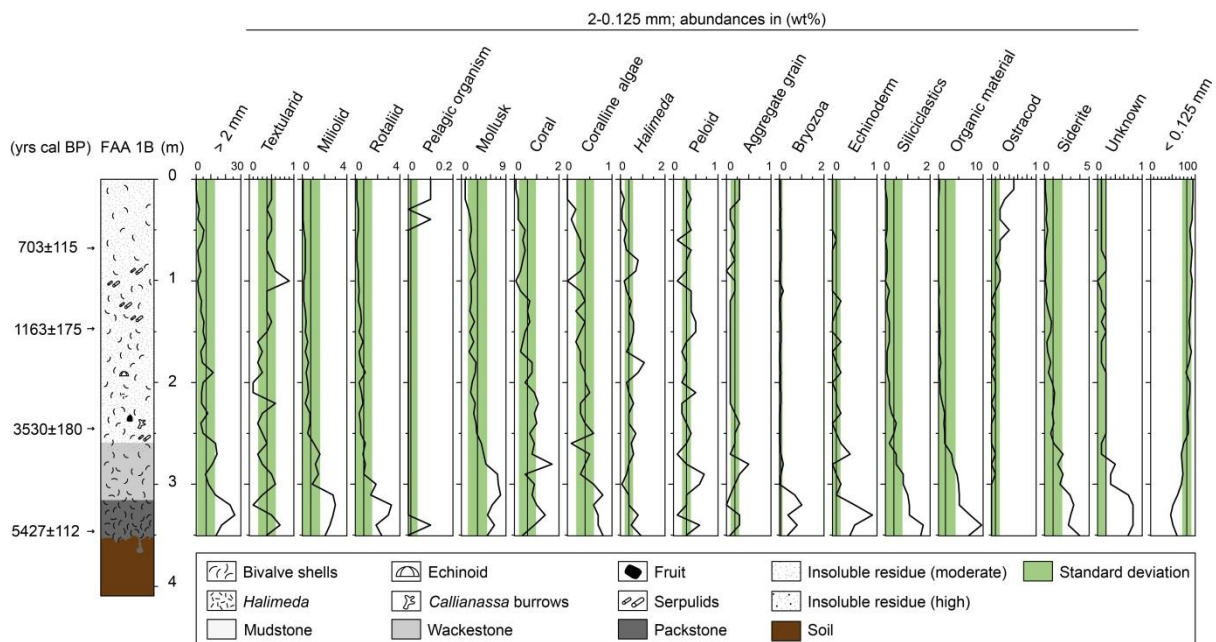 2-0.125 mm; abundances in (wt%)
(yrs cal BP) FAA 1B (m) > 2 mm Textularid Miliolid Rotaliid Pelagic organism Mollusk Coral Coralline algae Halimeda Peloid Aggregate grain Bryozoa Echinoderm Siliciclastics Organic material Ostracod Siderite Unknown < 0.125 mm
0 30 0 1 0 4 0 4 0 0.2 0 9 0 2 0 1 0 2 0 1 0 1 0 2 0 1 0 2 0 10 0 1 0 5 0 1 0 100
0
703±115
1
1163±175
2
3530±180
3
5427±112
4
Bivalve shells Echinoid Fruit Insoluble residue (moderate) Standard deviation
Halimeda Callianassa burrows Serpulids Insoluble residue (high)
Mudstone Wackestone Packstone Soil